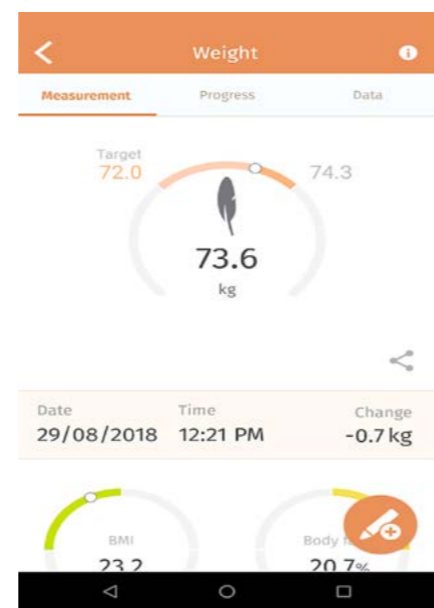 Weight
Measurement Progress Data
Target
72.0 74.3
73.6
kg
Date Time Change
29/08/2018 12:21 PM -0.7 kg
BMI Body
23.2 20.7%